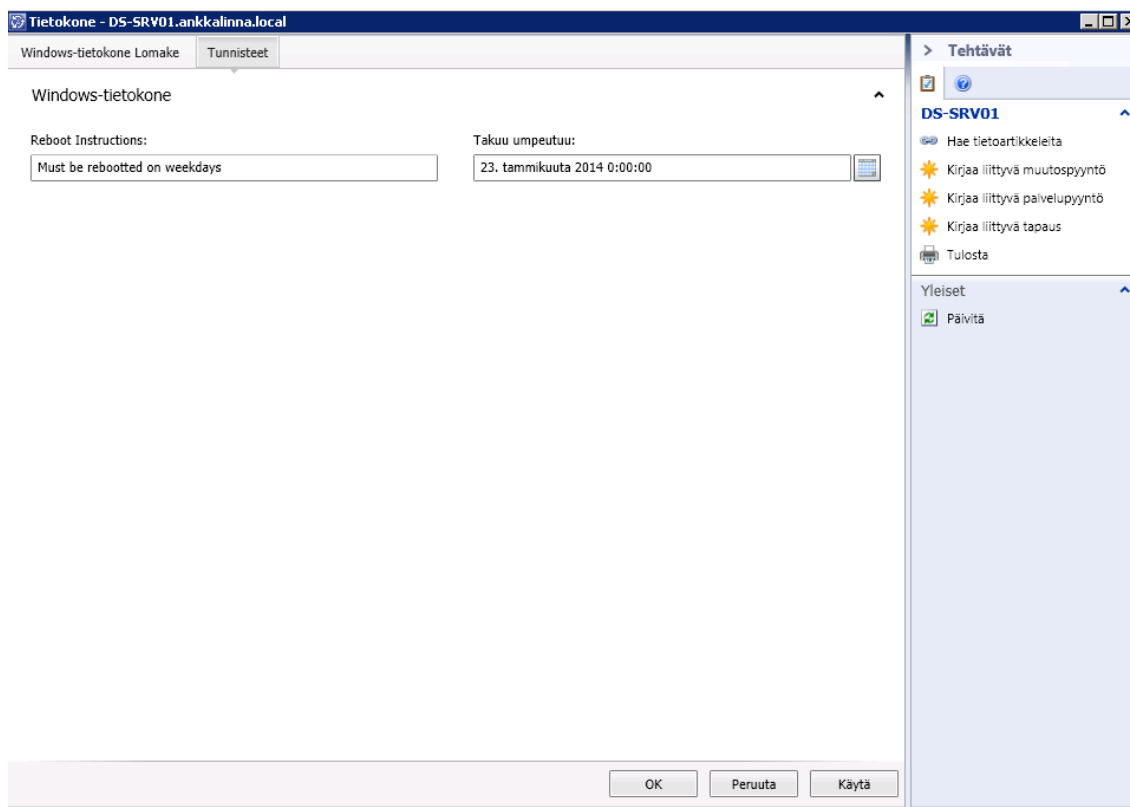 Tietokone - DS-SRV01.ankkalinna.local
Windows-tietokone Lomake
Tunnisteet
Windows-tietokone
Reboot Instructions:
Must be rebootted on weekdays
Takuu umpeutuu:
23. tammikuuta 2014 0:00:00
OK
Peruuta
Käytä
Tehtävät
DS-SRV01
Hae tietoartikkeleita
Kirjaa liittyvä muutospyyntö
Kirjaa liittyvä palvelupyyntö
Kirjaa liittyvä tapaus
Tulosta
Yleiset
Päivitä